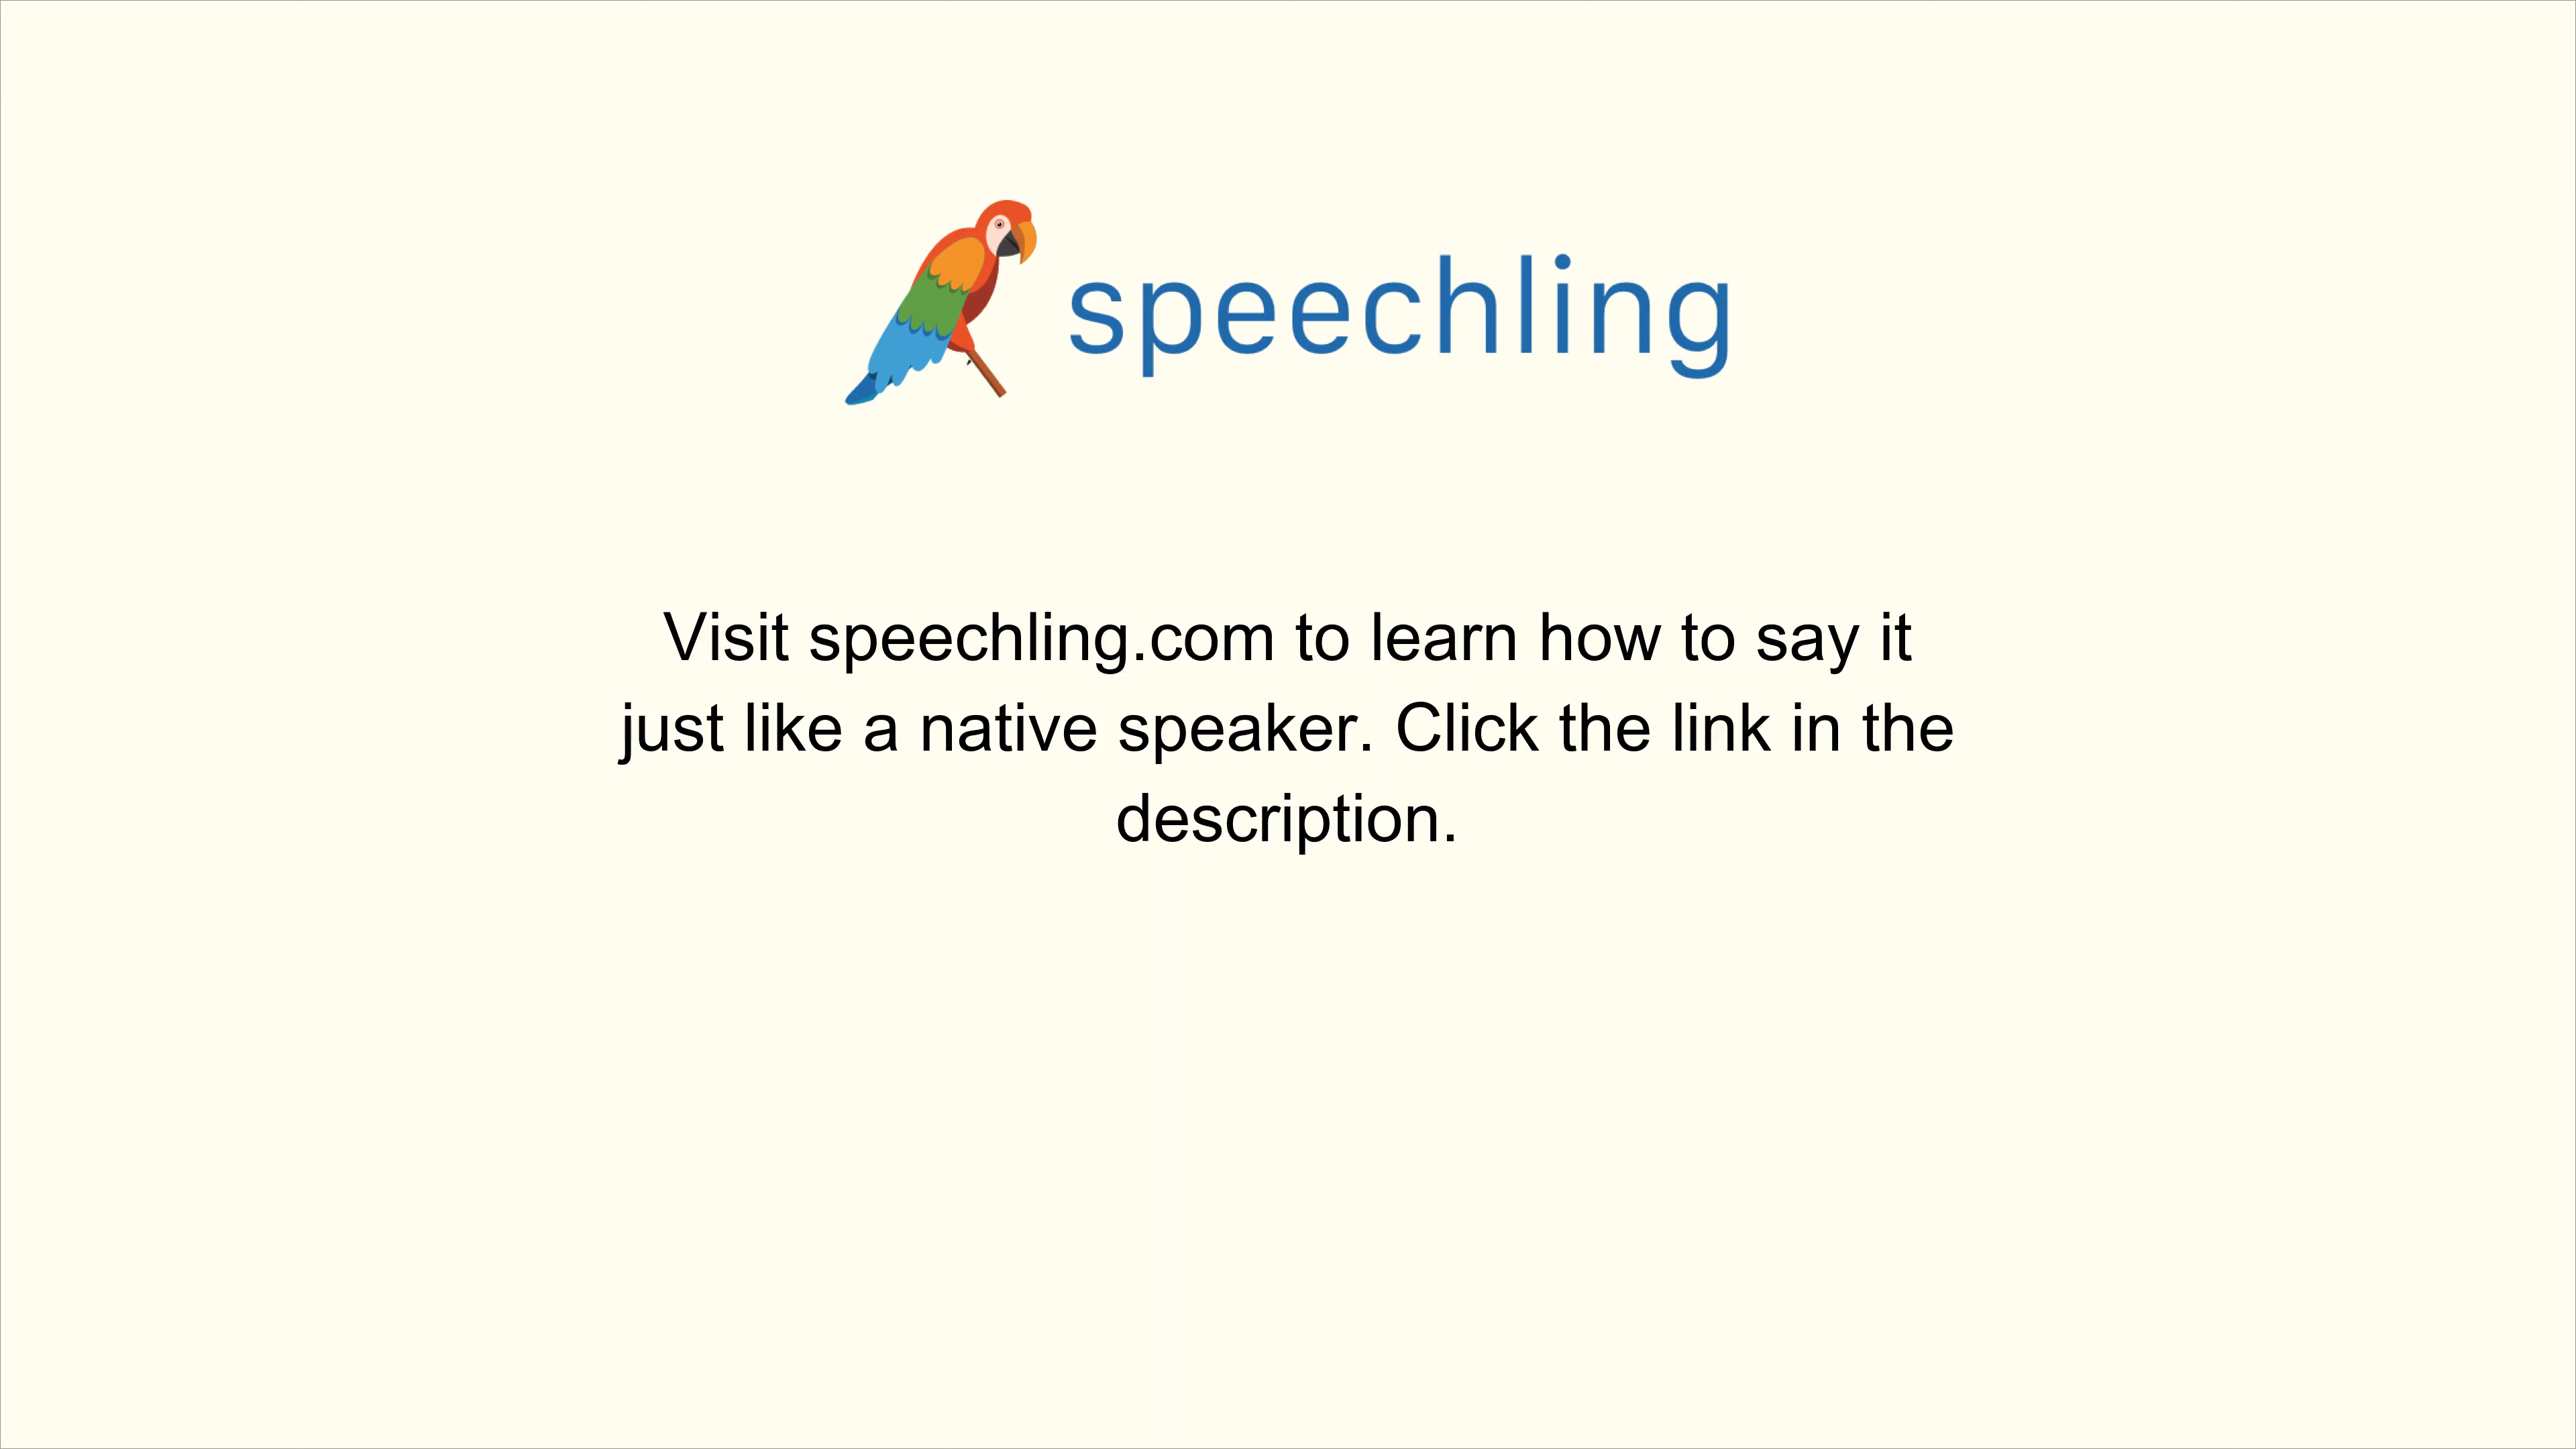 speechling
Visit speechling.com to learn how to say it
just like a native speaker. Click the link in the
description.